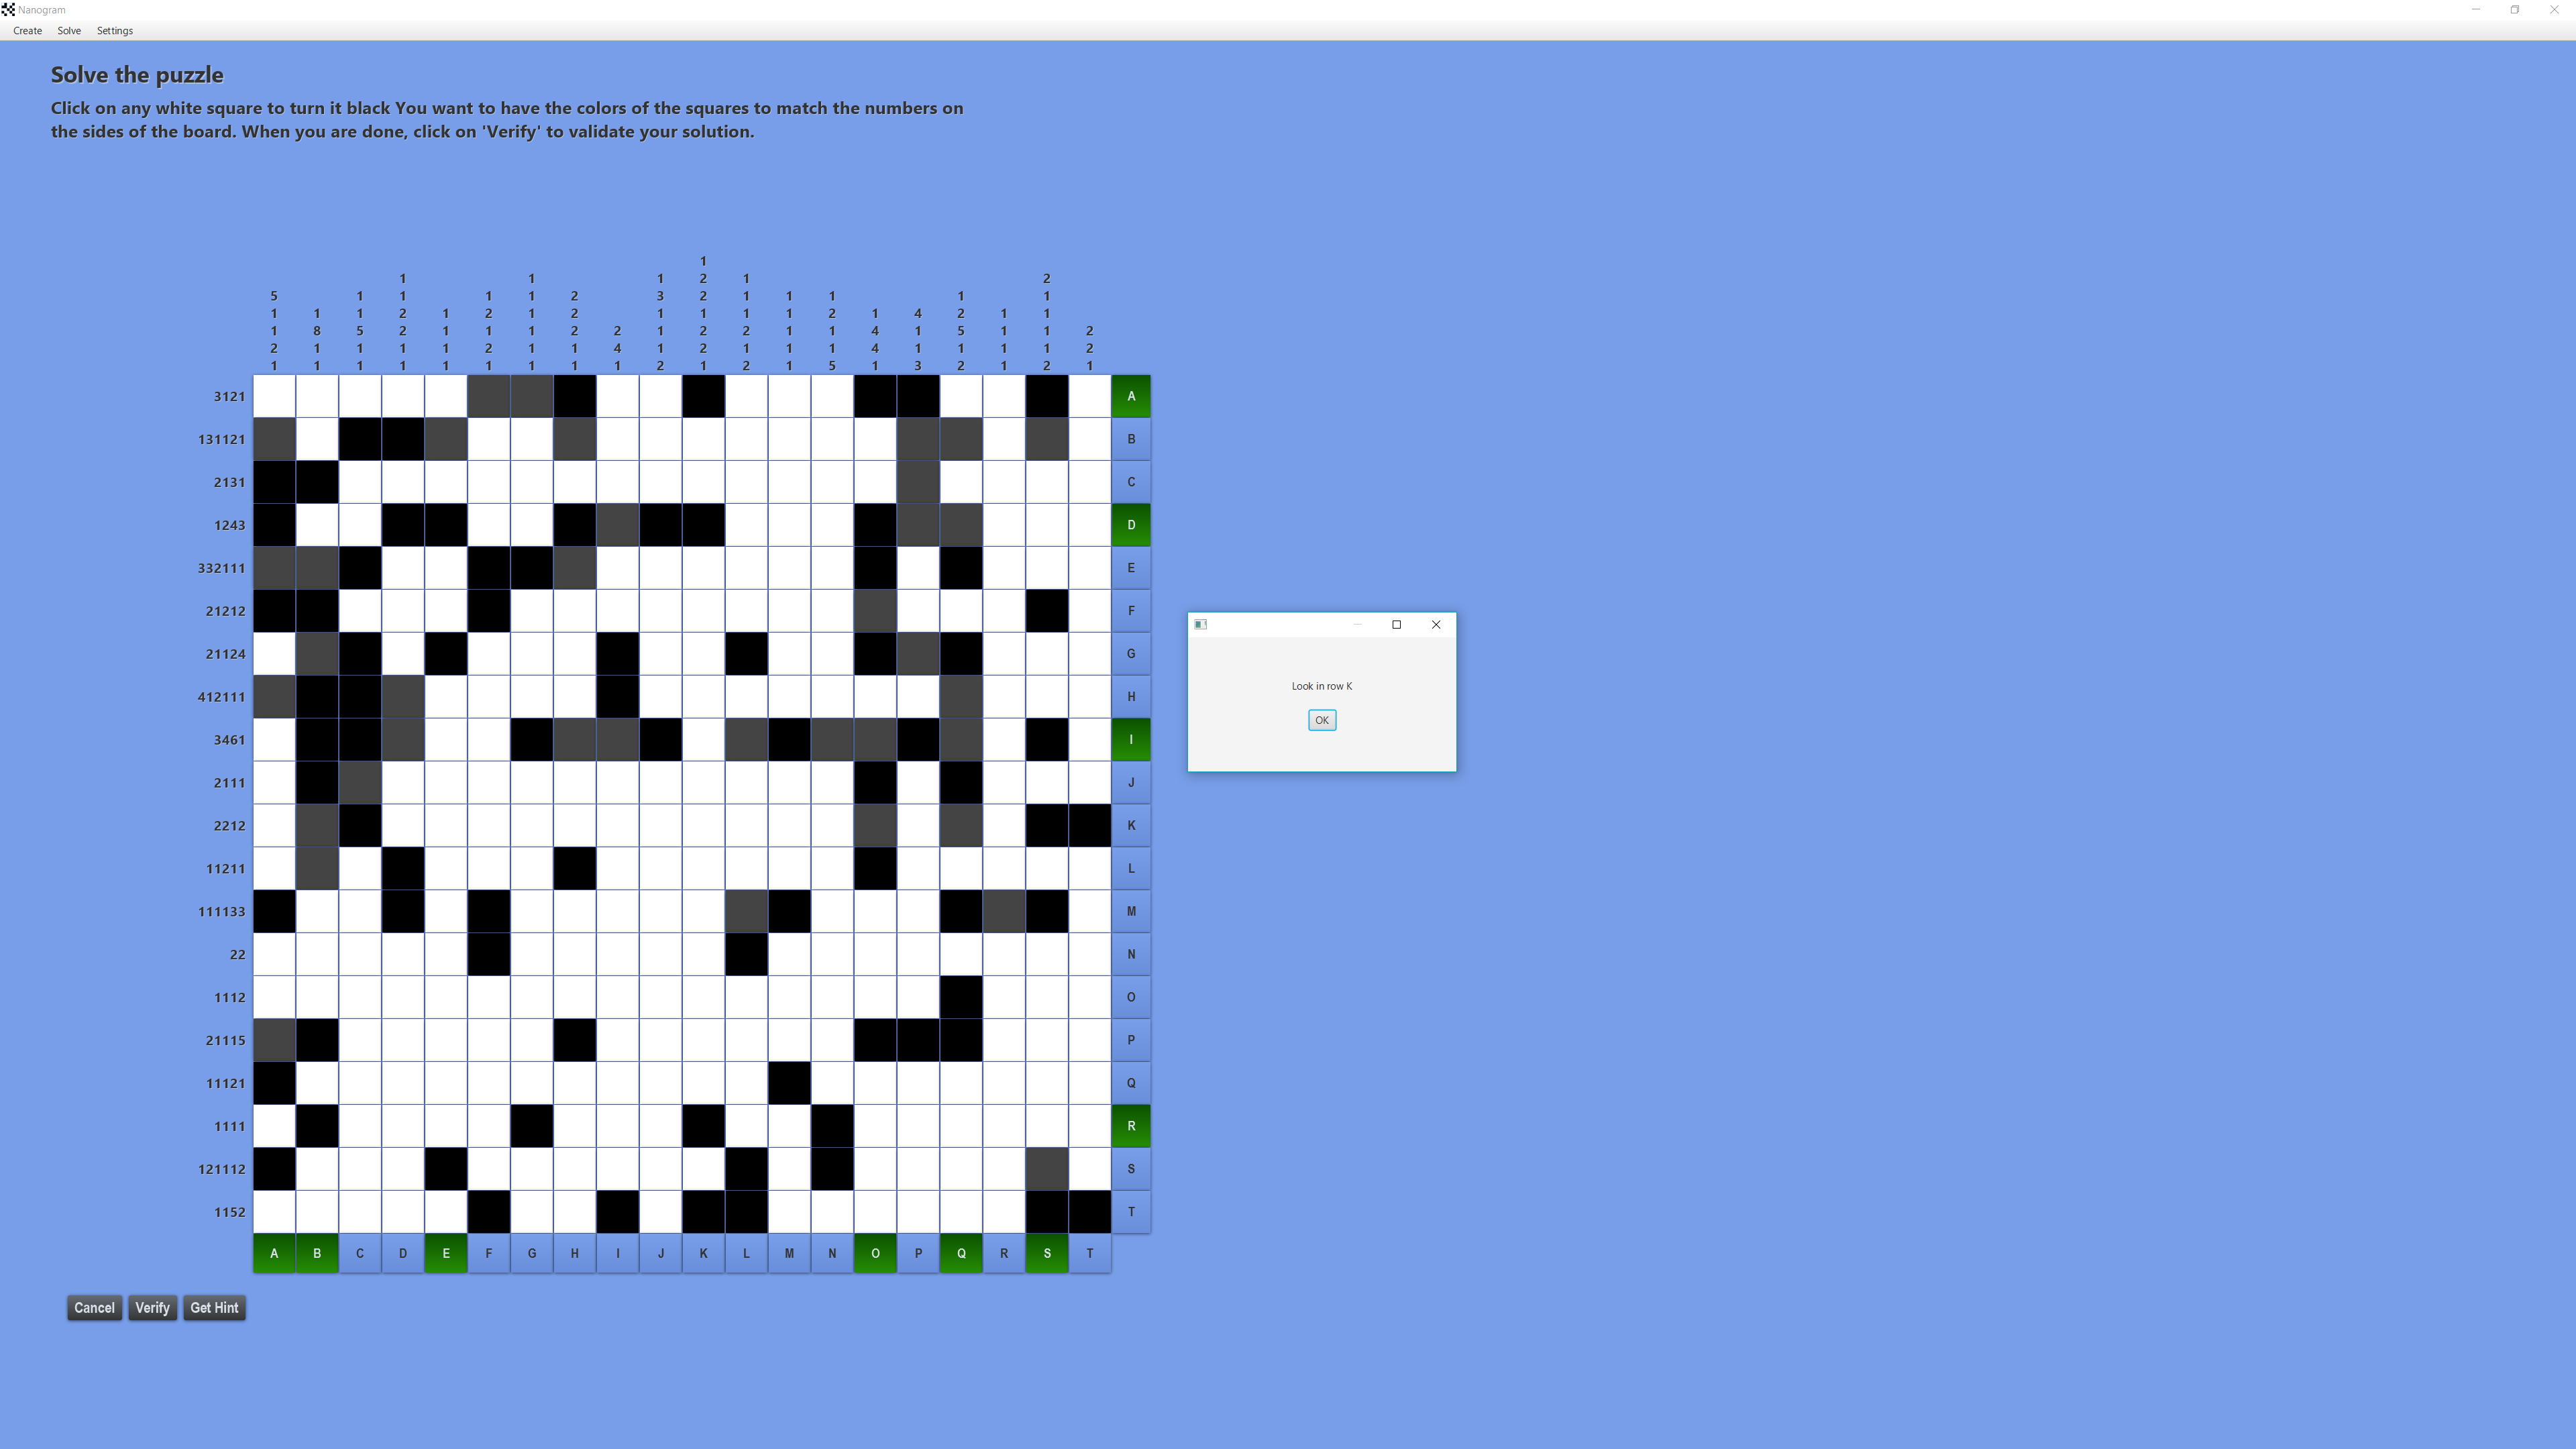 Nanogram
Create Solve Settings
Solve the puzzle
Click on any white square to turn it black You want to have the colors of the squares to match the numbers on
the sides of the board. When you are done, click on 'Verify' to validate your solution.
1
1 1 1 1 2
5 1 1 1 2 1 3 2 1 1 1 2 1 1 1
1 1 1 2 1 2 1 2 1 2 1 1 2 1 4 2 1 1
1 8 5 2 1 1 1 2 2 1 1 2 1 1 4 1 5 1 1 2
2 1 1 1 1 2 1 1 4 1 2 1 1 1 4 1 1 1 1 2
1 1 1 1 1 1 1 1 1 2 1 2 1 5 1 3 2 1 2 1
3121 A
131121 B
2131 C
1243 D
332111 E
21212 F
21124 G
412111 H
3461 I
2111 J
2212 K
11211 L
111133 M
22 N
1112 O
21115 P
11121 Q
1111 R
121112 S
1152 T
A B C D E F G H I J K L M N O P Q R S T
Look in row K
OK
Cancel Verify Get Hint